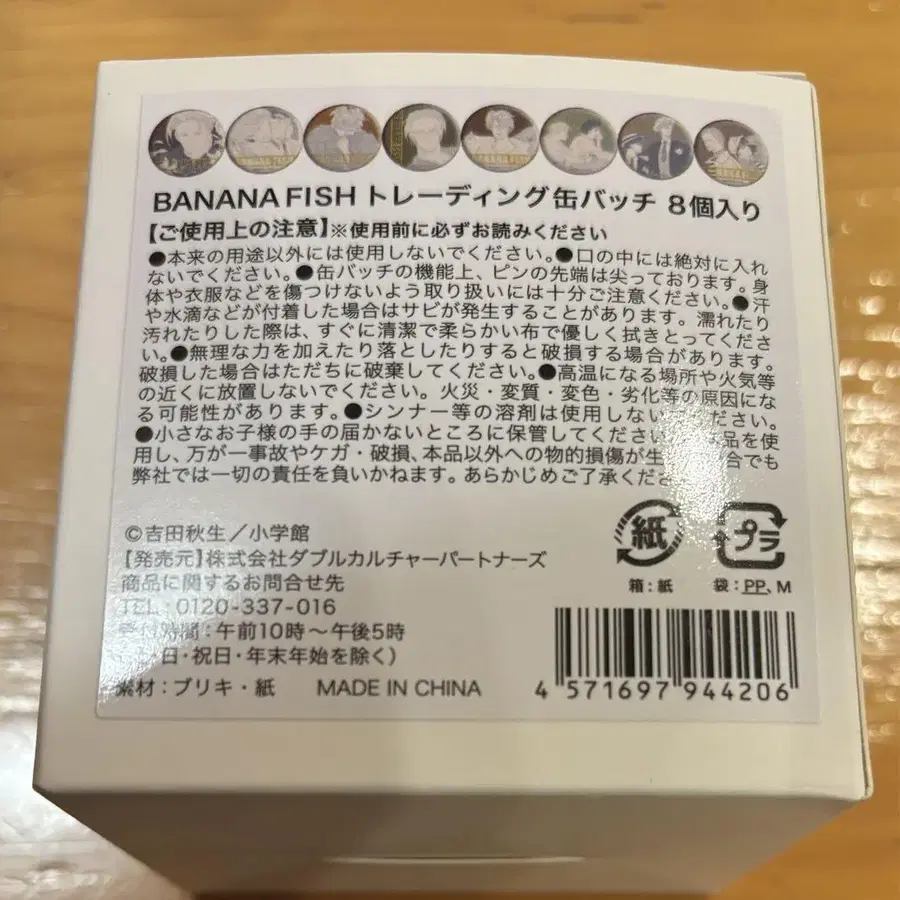 BANANA FISH トレーディング缶バッチ 8個入り
【ご使用上の注意】※使用前に必ずお読みください
●本来の用途以外には使用しないでください。●口の中には絶対に入れ
ないでください。●缶バッチの機能上、ピンの先端は尖っております。身
体や衣服などを傷つけないよう取り扱いには十分ご注意ください。●汗
や水滴などが付着した場合はサビが発生することがあります。濡れたり
汚れたりした際は、すぐに清潔で柔らかい布で優しく拭きとってくださ
い。●無理な力を加えたり落としたりすると破損する場合があります。
破損した場合はただちに破棄してください。●高温になる場所や火気等
の近くに放置しないでください。火災・変質・変色・劣化等の原因にな
る可能性があります。●シンナー等の溶剤は使用しないでください。
●小さなお子様の手の届かないところに保管してください 品を使
用し、万が一事故やケガ・破損、本品以外への物的損傷が生 合でも
弊社では一切の責任を負いかねます。あらかじめご了承くださ
©吉田秋生／小学館
【発売元】株式会社ダブルカルチャーパートナーズ
商品に関するお問合せ先
TEL:0120-337-016
受付時間:午前10時～午後5時
日・祝日・年末年始を除く)
素材:ブリキ・紙 MADE IN CHINA
紙
箱:紙
プラ
袋:PP、M
4 571697 944206